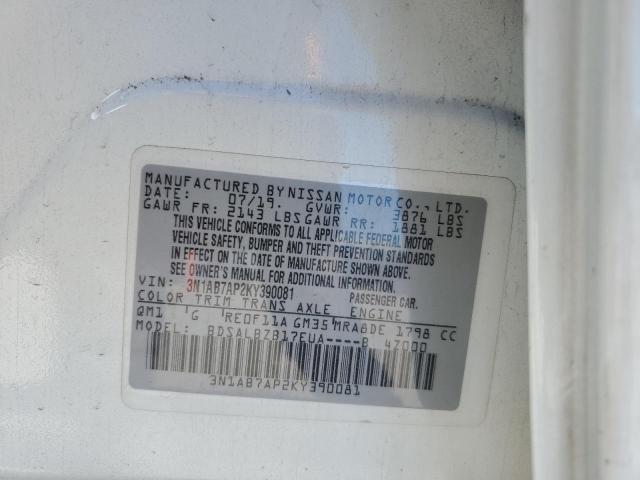 MANUFACTURED BY NISSAN MOTOR CO., LTD.
DATE: 07/19. GVWR: 3876 LBS
GAWR FR: 2143 LBS GAWR RR: 1881 LBS
THIS VEHICLE CONFORMS TO ALL APPLICABLE FEDERAL MOTOR
VEHICLE SAFETY, BUMPER AND THEFT PREVENTION STANDARDS
IN EFFECT ON THE DATE OF MANUFACTURE SHOWN ABOVE.
SEE OWNER'S MANUAL FOR ADDITIONAL INFORMATION.
VIN: 3N1AB7AP2KY390081 PASSENGER CAR.
COLOR TRIM TRANS AXLE ENGINE
QM1 G RE0F11A GM35 MRA8DE 1798 CC
MODEL: BDSALBZB17EUA----B 47000
3N1AB7AP2KY390081